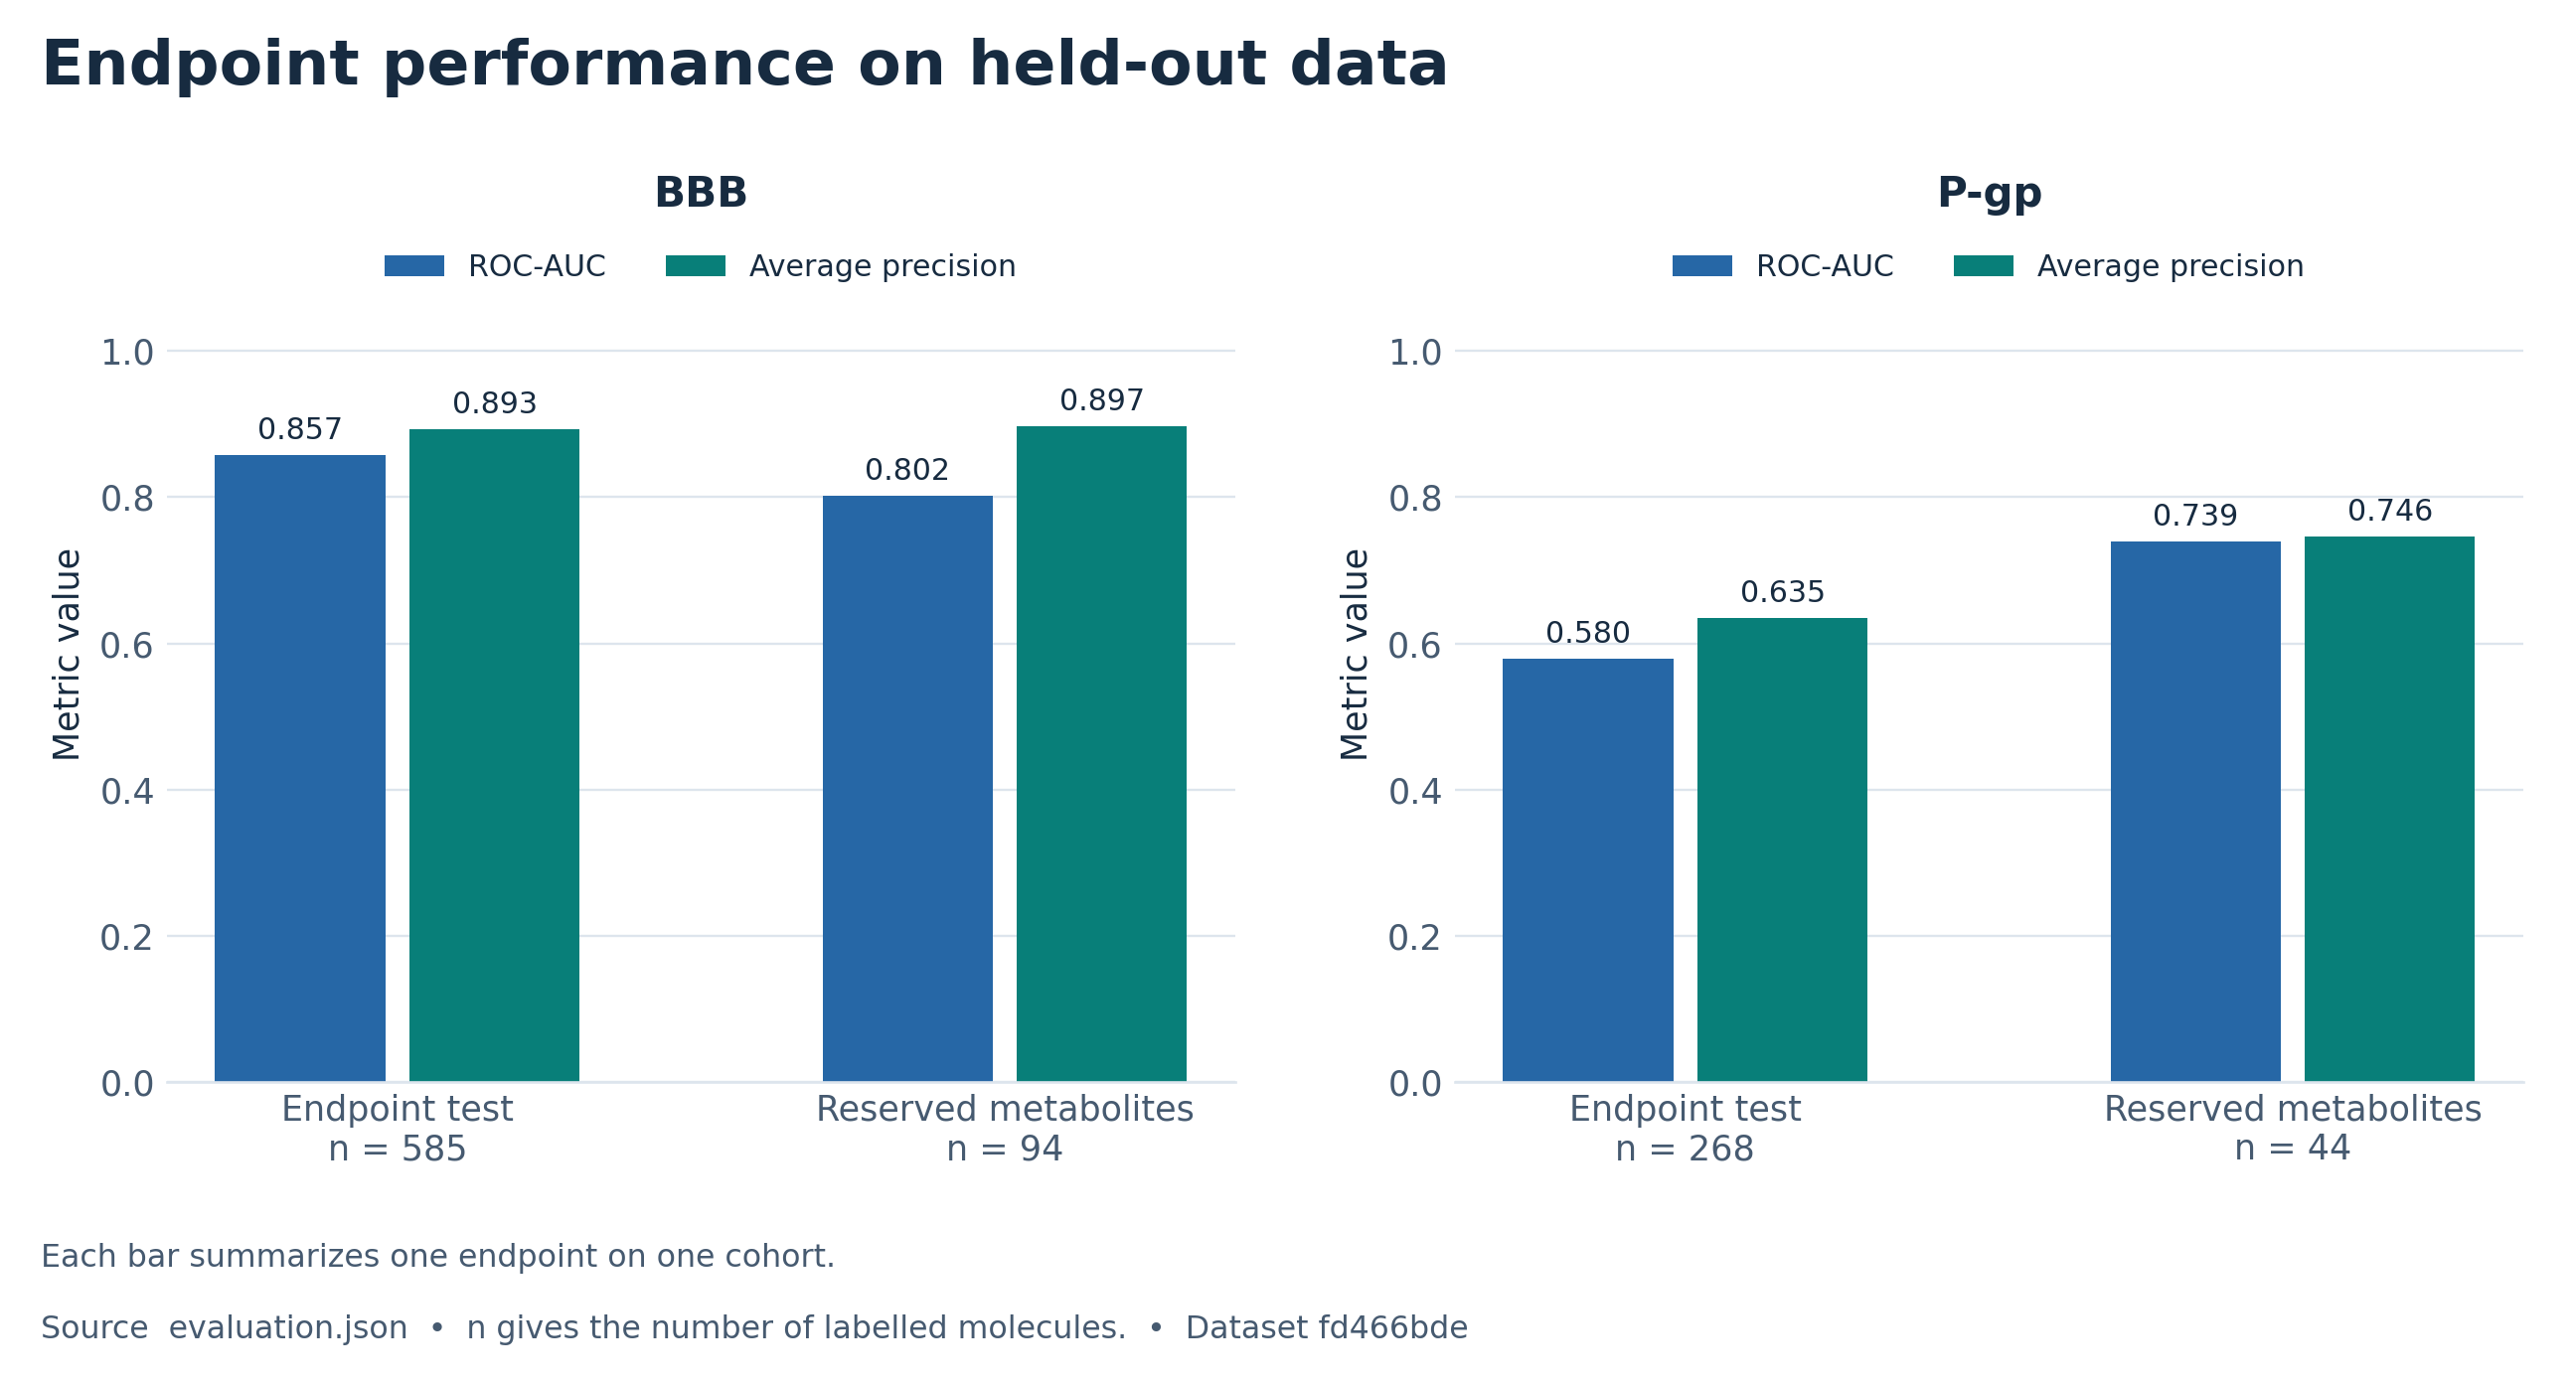 Endpoint performance on held-out data
BBB
ROC-AUC Average precision
1.0
0.8
0.6
0.4
0.2
0.0
Metric value
0.857
0.893
0.802
0.897
Endpoint test
n = 585
Reserved metabolites
n = 94
P-gp
ROC-AUC Average precision
1.0
0.8
0.6
0.4
0.2
0.0
Metric value
0.580
0.635
0.739
0.746
Endpoint test
n = 268
Reserved metabolites
n = 44
Each bar summarizes one endpoint on one cohort.
Source evaluation.json • n gives the number of labelled molecules. • Dataset fd466bde